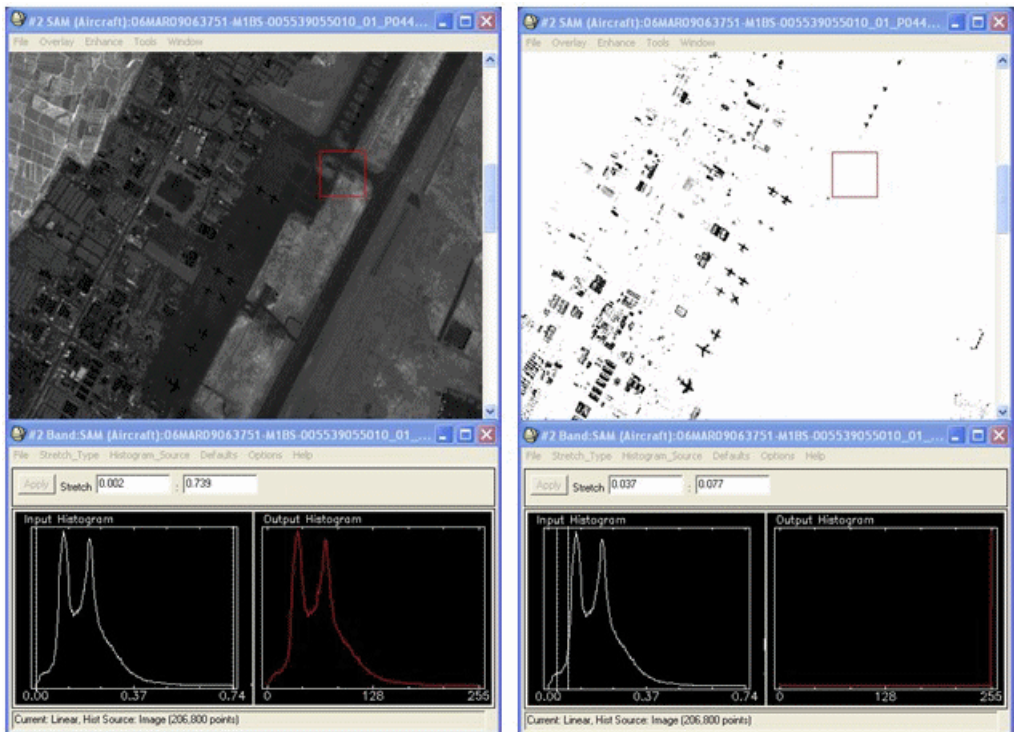 #2 SAM (Aircraft):06MAR09063751-M1BS-005539055010_01_P044...
File Overlay Enhance Tools Window
#2 Band:SAM (Aircraft):06MAR09063751-M1BS-005539055010_01_...
File Stretch_Type Histogram_Source Defaults Options Help
Apply Stretch 0.002 : 0.739
Input Histogram Output Histogram
0.00 0.37 0.74 0 128 255
Current: Linear, Hist Source: Image (206,800 points)
#2 SAM (Aircraft):06MAR09063751-M1BS-005539055010_01_P044...
File Overlay Enhance Tools Window
#2 Band:SAM (Aircraft):06MAR09063751-M1BS-005539055010_01_...
File Stretch_Type Histogram_Source Defaults Options Help
Apply Stretch 0.037 : 0.077
Input Histogram Output Histogram
0.00 0.37 0.74 0 128 255
Current: Linear, Hist Source: Image (206,800 points)